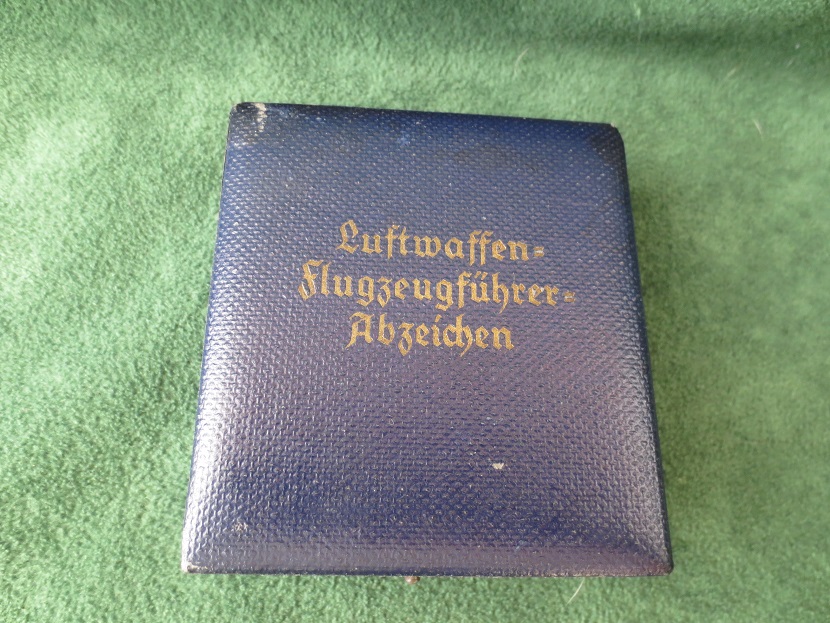 Luftwaffen-
Flugzeugführer-
Abzeichen